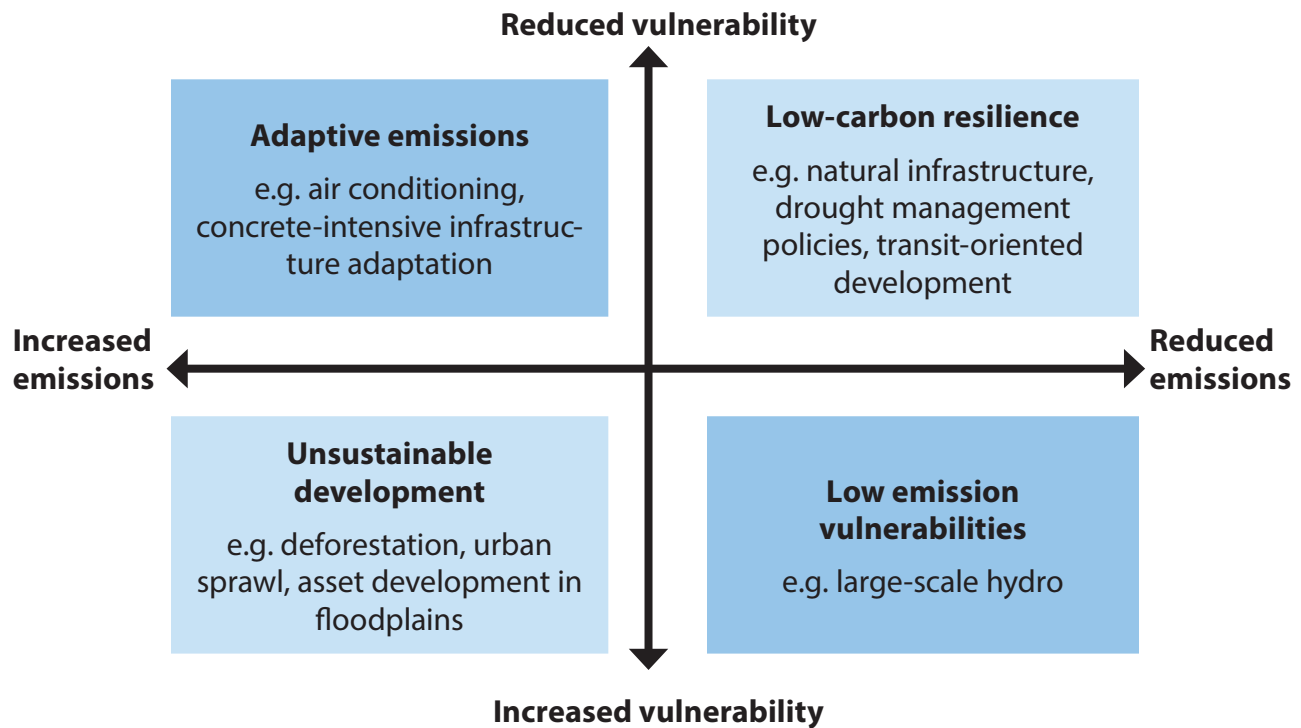 Reduced vulnerability
Adaptive emissions
e.g. air conditioning,
concrete-intensive infrastruc-
ture adaptation
Low-carbon resilience
e.g. natural infrastructure,
drought management
policies, transit-oriented
development
Increased
emissions
Reduced
emissions
Unsustainable
development
e.g. deforestation, urban
sprawl, asset development in
floodplains
Low emission
vulnerabilities
e.g. large-scale hydro
Increased vulnerability